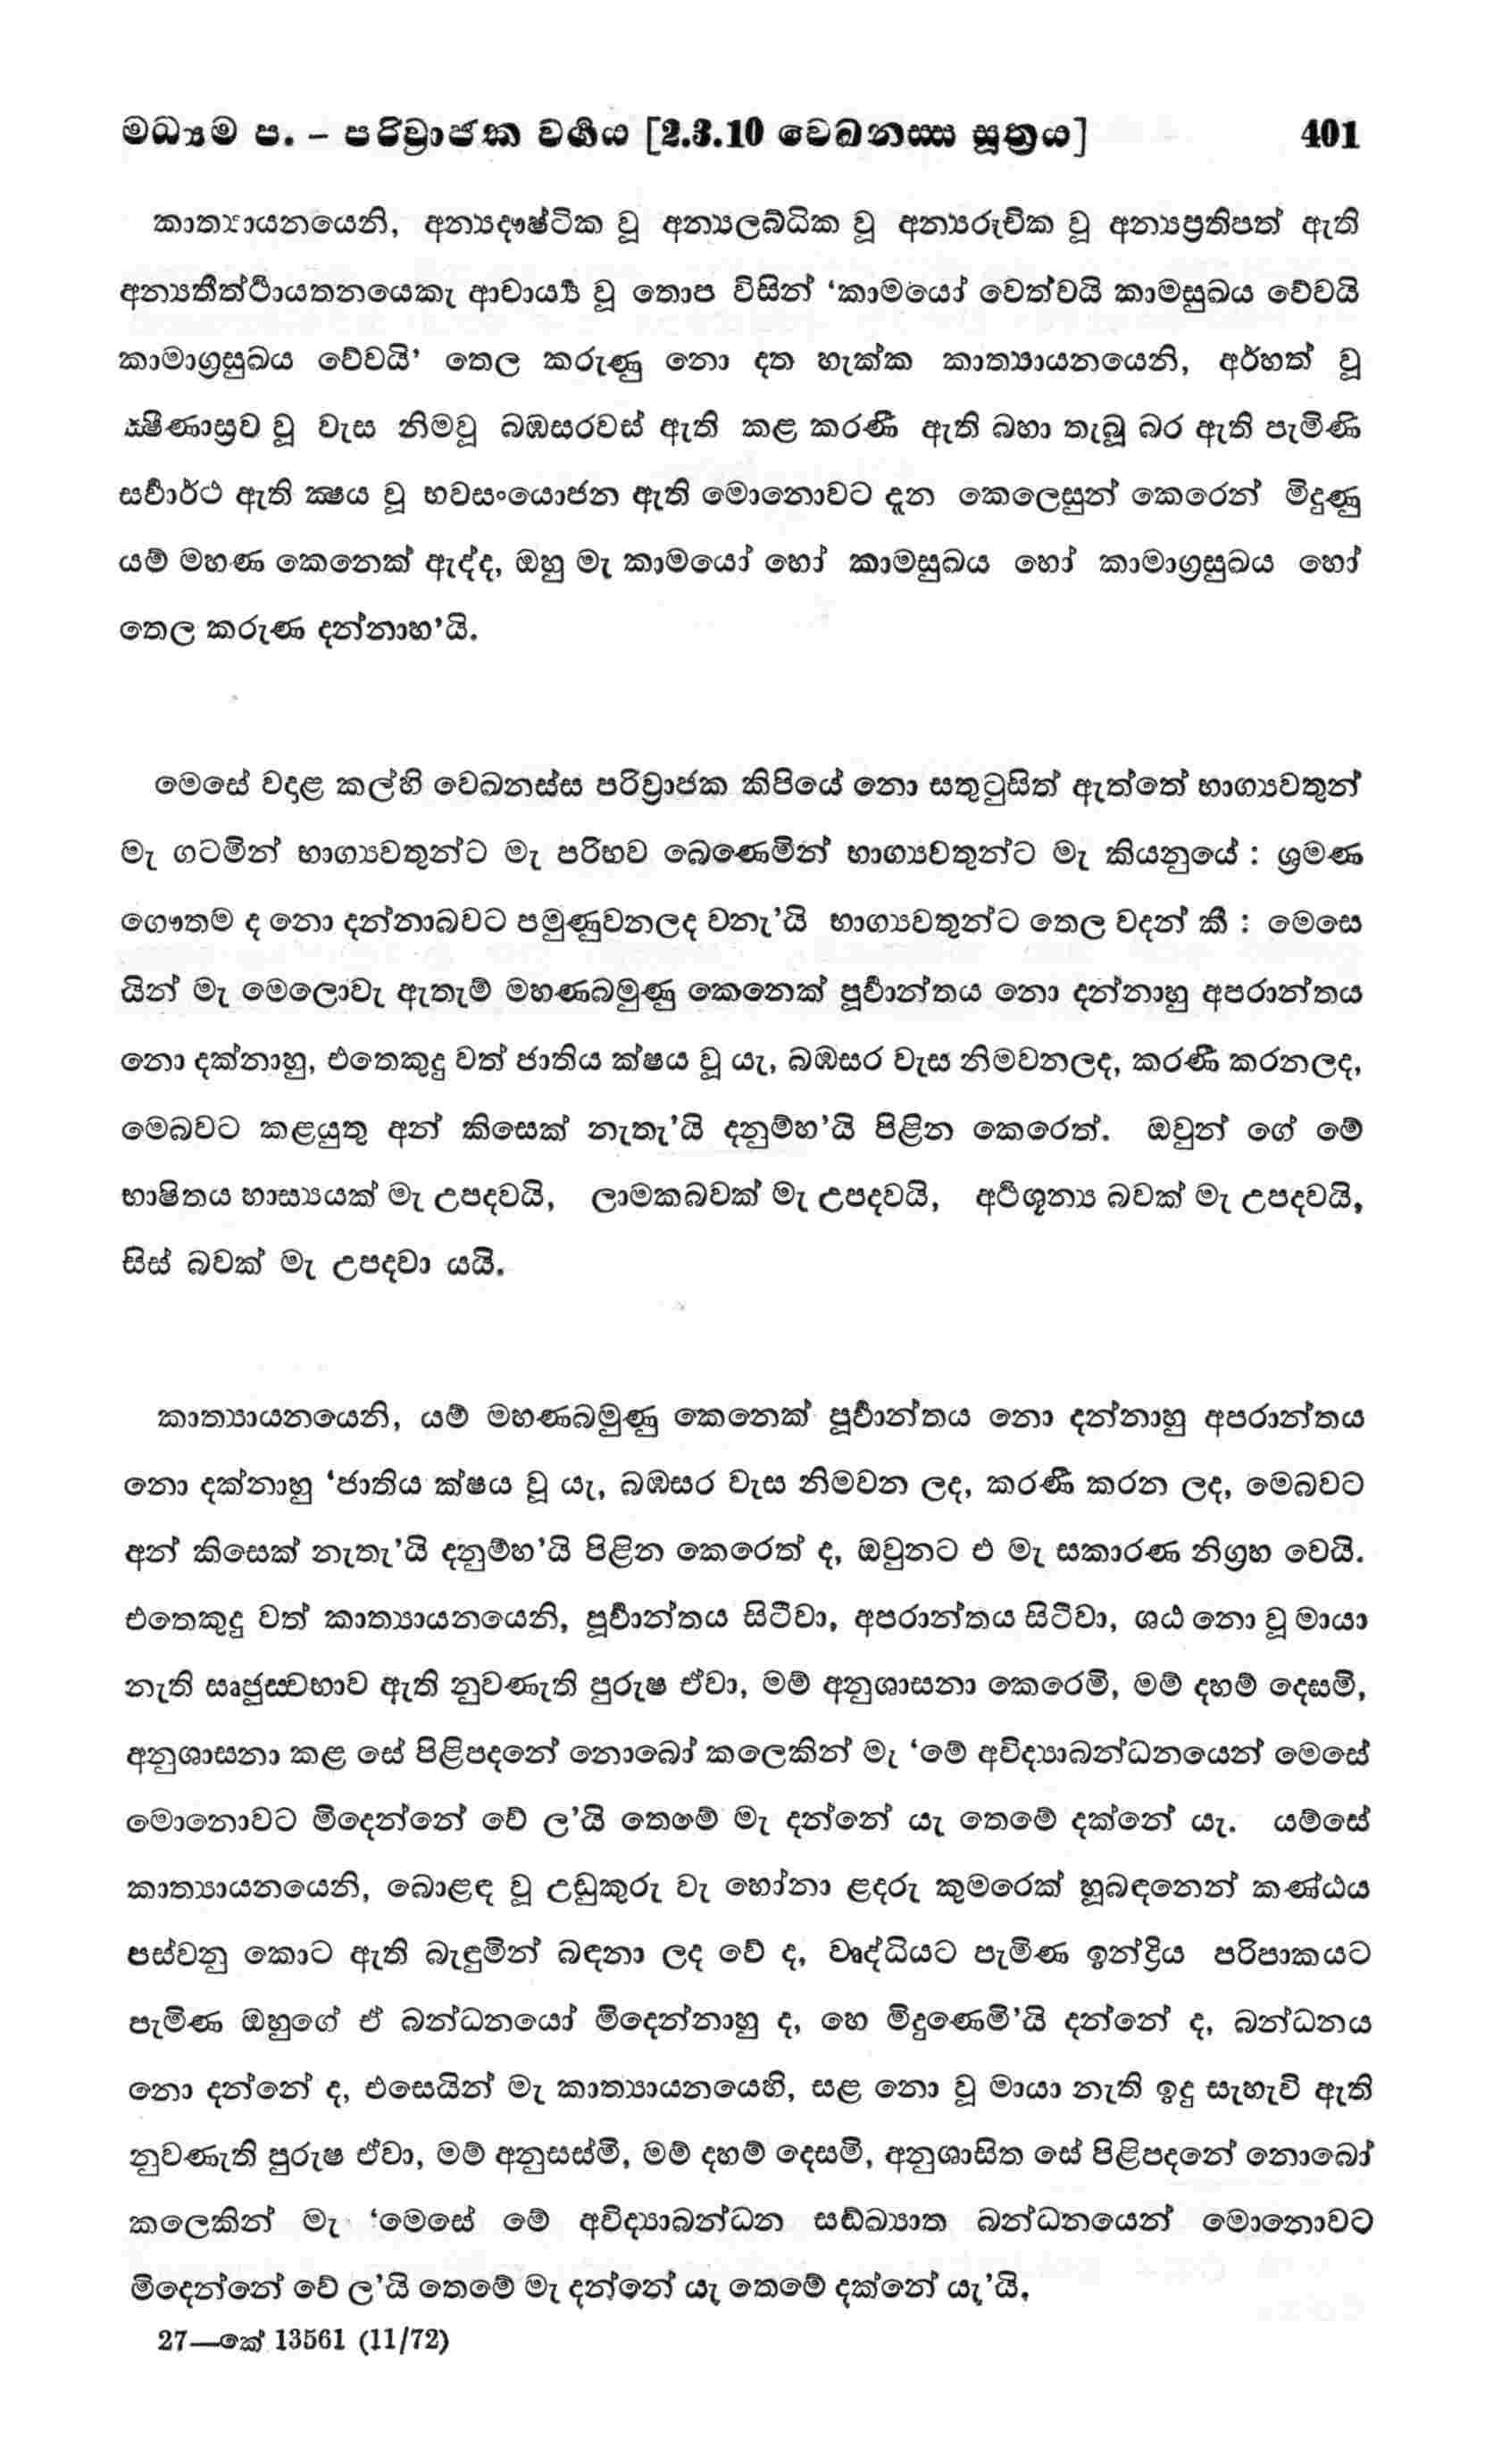 මධ්‍යම ප. – පරිව්‍රාජක වර්‍ගය [2.3.10 වෙඛනස්ස සූත්‍රය] 401
කාත්‍යායනයෙනි, අන්‍යදෘෂ්ටික වූ අන්‍යලබ්ධික වූ අන්‍යරුචික වූ අන්‍යප්‍රතිපත් ඇති
අන්‍යතීර්‍ත්ථායතනයෙකැ ආචාර්‍ය්‍ය වූ තොප විසින් ‘කාමයෝ වෙත්වයි කාමසුඛය වේවයි
කාමාග්‍රසුඛය වේවයි’ තෙල කරුණු නො දත හැක්ක කාත්‍යායනයෙනි, අර්හත් වූ
ක්‍ෂීණාස්‍රව වූ වැස නිමවූ බඹසරවස් ඇති කළ කරණී ඇති බහා තැබූ බර ඇති පැමිණි
සර්‍වාර්ථ ඇති ක්‍ෂය වූ භවසංයොජන ඇති මොනොවට දැන කෙලෙසුන් කෙරෙන් මිදුණු
යම් මහණ කෙනෙක් ඇද්ද, ඔහු මැ කාමයෝ හෝ කාමසුඛය හෝ කාමාග්‍රසුඛය හෝ
තෙල කරුණ දන්නාහ’යි.
මෙසේ වදාළ කල්හි වෙඛනස්ස පරිව්‍රාජක කිපියේ නො සතුටුසිත් ඇත්තේ භාග්‍යවතුන්
මැ ගටමින් භාග්‍යවතුන්ට මැ පරිභව බෙණෙමින් භාග්‍යවතුන්ට මැ කියනුයේ : ශ්‍රමණ
ගෞතම ද නො දන්නාබවට පමුණුවනලද වනැ’යි භාග්‍යවතුන්ට තෙල වදන් කී : මෙසෙ
යින් මැ මෙලොවැ ඇතැම් මහණබමුණු කෙනෙක් පූර්‍වාන්තය නො දන්නාහු අපරාන්තය
නො දක්නාහු, එතෙකුදු වත් ජාතිය ක්ෂය වූ යැ, බඹසර වැස නිමවනලද, කරණී කරනලද,
මෙබවට කළයුතු අන් කිසෙක් නැතැ’යි දනුම්හ’යි පිළින කෙරෙත්. ඔවුන් ගේ මේ
භාෂිතය හාස්‍යයක් මැ උපදවයි, ලාමකබවක් මැ උපදවයි, අර්‍ථශූන්‍ය බවක් මැ උපදවයි,
සිස් බවක් මැ උපදවා යයි.
කාත්‍යායනයෙනි, යම් මහණබමුණු කෙනෙක් පූර්‍වාන්තය නො දන්නාහු අපරාන්තය
නො දක්නාහු ‘ජාතිය ක්ෂය වූ යැ, බඹසර වැස නිමවන ලද, කරණී කරන ලද, මෙබවට
අන් කිසෙක් නැතැ’යි දනුම්හ’යි පිළින කෙරෙත් ද, ඔවුනට එ මැ සකාරණ නිග්‍රහ වෙයි.
එතෙකුදු වත් කාත්‍යායනයෙනි, පූර්‍වාන්තය සිටීවා, අපරාන්තය සිටීවා, ශඨ නො වූ මායා
නැති සෘජුස්වභාව ඇති නුවණැති පුරුෂ ඒවා, මම් අනුශාසනා කෙරෙමි, මම් දහම් දෙසමි,
අනුශාසනා කළ සේ පිළිපදනේ නොබෝ කලෙකින් මැ ‘මේ අවිද්‍යාබන්ධනයෙන් මෙසේ
මොනොවට මිදෙන්නේ වේ ල’යි තෙමේ මැ දන්නේ යැ තෙමේ දක්නේ යැ. යම්සේ
කාත්‍යායනයෙනි, බොළඳ වූ උඩුකුරු වැ හෝනා ළදරු කුමරෙක් හූබඳනෙන් කණ්ඨය
පස්වනු කොට ඇති බැඳුමින් බඳනා ලද වේ ද, වෘද්ධියට පැමිණ ඉන්ද්‍රිය පරිපාකයට
පැමිණ ඔහුගේ ඒ බන්ධනයෝ මිදෙන්නාහු ද, හෙ මිදුණෙමි’යි දන්නේ ද, බන්ධනය
නො දන්නේ ද, එසෙයින් මැ කාත්‍යායනයෙහි, සළ නො වූ මායා නැති ඉදු සැහැවි ඇති
නුවණැති පුරුෂ ඒවා, මම් අනුසස්මි, මම් දහම් දෙසමි, අනුශාසිත සේ පිළිපදනේ නොබෝ
කලෙකින් මැ ‘මෙසේ මේ අවිද්‍යාබන්ධන සඞ්ඛ්‍යාත බන්ධනයෙන් මොනොවට
මිදෙන්නේ වේ ල’යි තෙමේ මැ දන්නේ යැ තෙමේ දක්නේ යැ’යි.
27—කේ 13561 (11/72)